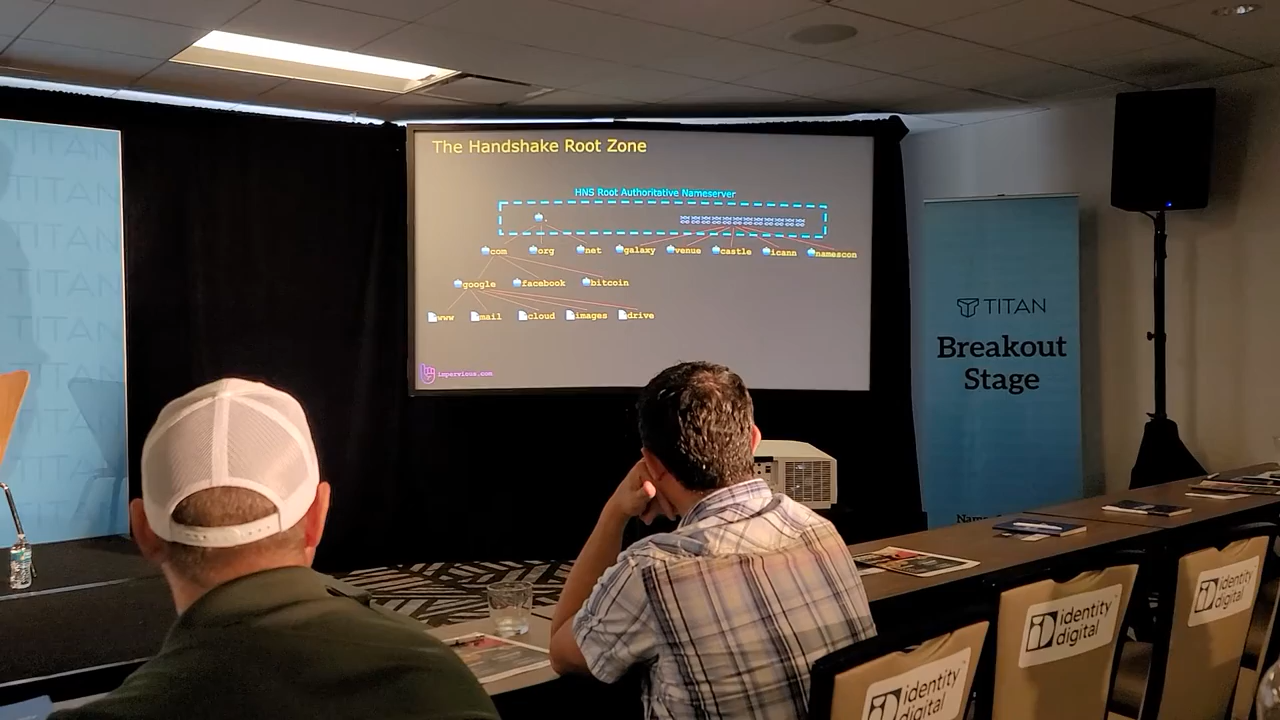 The Handshake Root Zone
HNS Root Authoritative Nameserver
com org net galaxy venue castle icann namescon
google facebook bitcoin
www mail cloud images drive
impervious.com
TITAN
Breakout
Stage
TITAN
TITAN
TITAN
TITAN
TITAN
identity
digital
identity
digital
identity
digital